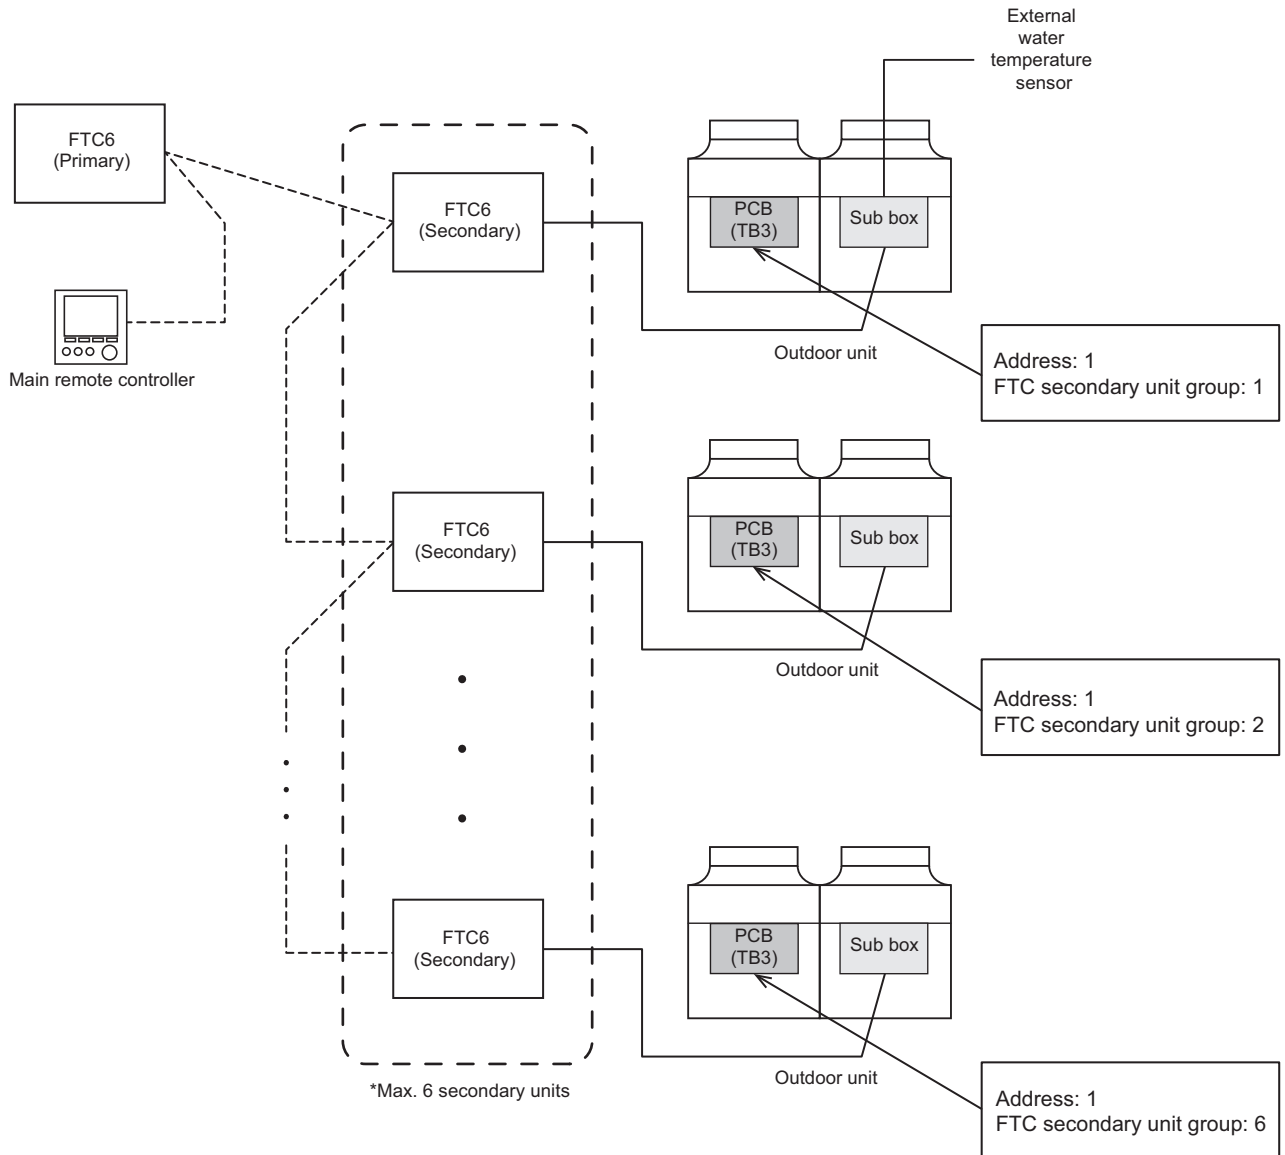 External
water
temperature
sensor
FTC6
(Primary)
FTC6
(Secondary)
PCB
(TB3)
Sub box
Main remote controller
Outdoor unit
Address: 1
FTC secondary unit group: 1
FTC6
(Secondary)
PCB
(TB3)
Sub box
Outdoor unit
Address: 1
FTC secondary unit group: 2
FTC6
(Secondary)
PCB
(TB3)
Sub box
*Max. 6 secondary units
Outdoor unit
Address: 1
FTC secondary unit group: 6